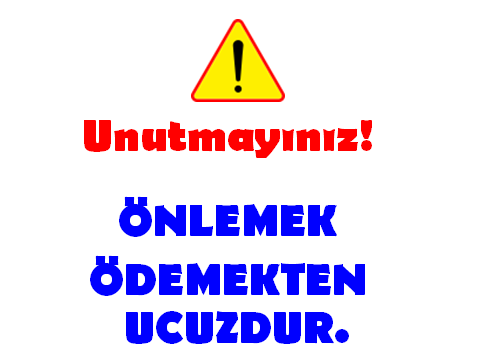 Unutmayınız!
ÖNLEMEK
ÖDEMEKTEN
UCUZDUR.